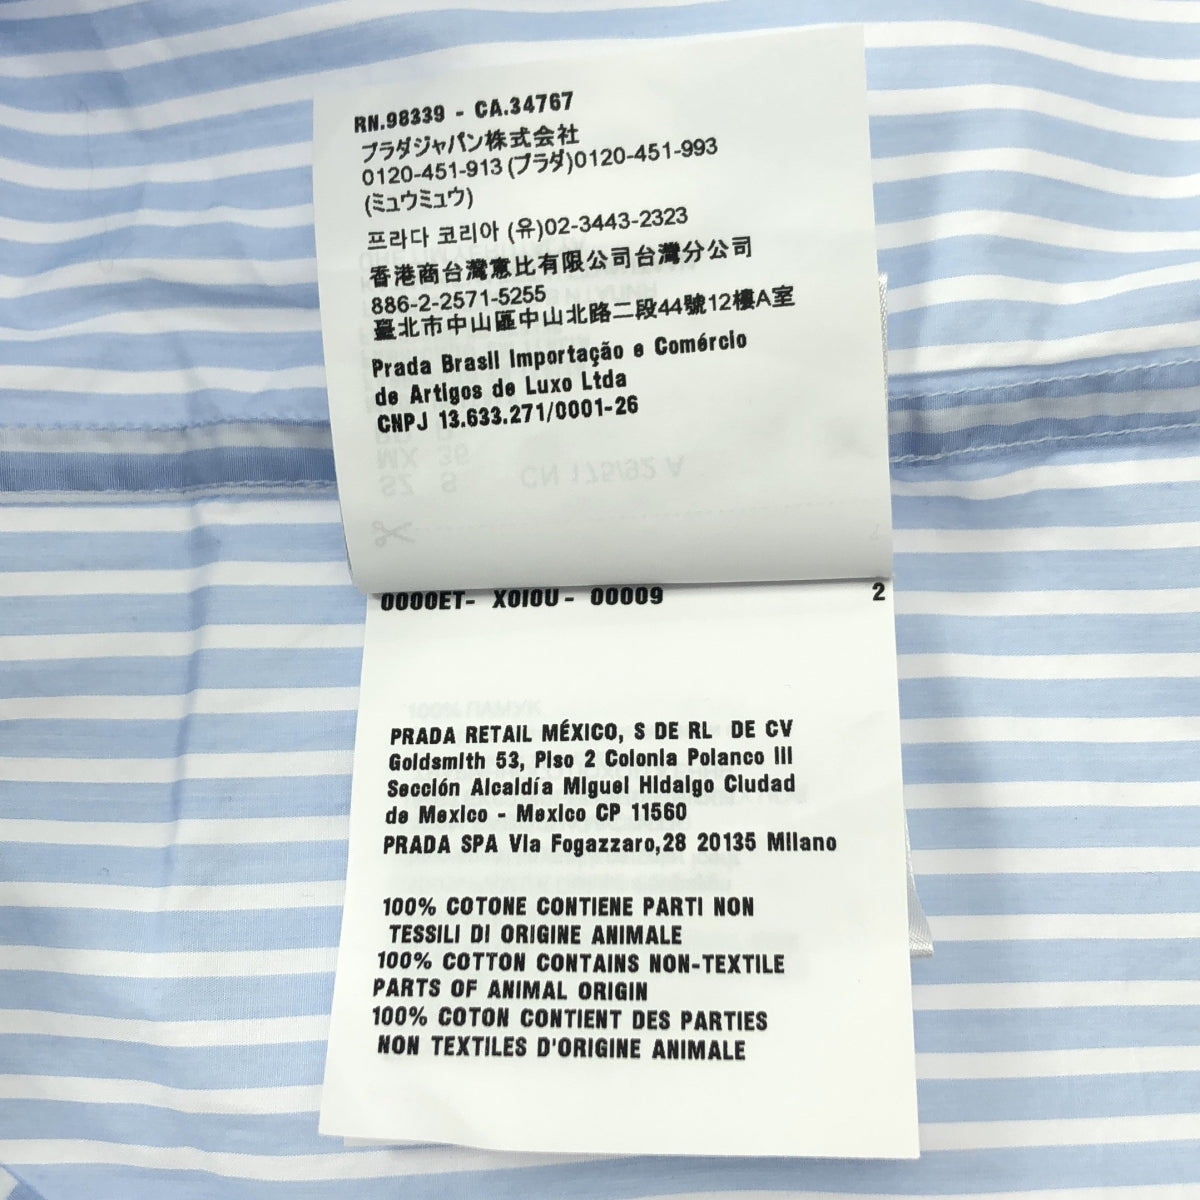 RN.98339 - CA.34767
プラダジャパン株式会社
0120-451-913 (プラダ)0120-451-993
(ミュウミュウ)
프라다 코리아 (유)02-3443-2323
香港商台灣憙比有限公司台灣分公司
886-2-2571-5255
臺北市中山區中山北路二段44號12樓A室
Prada Brasil Importação e Comércio
de Artigos de Luxo Ltda
CNPJ 13.633.271/0001-26
0000ET- X0I0U - 00009 2
PRADA RETAIL MÉXICO, S DE RL DE CV
Goldsmith 53, Piso 2 Colonia Polanco III
Sección Alcaldía Miguel Hidalgo Ciudad
de Mexico - Mexico CP 11560
PRADA SPA Via Fogazzaro,28 20135 Milano
100% COTONE CONTIENE PARTI NON
TESSILI DI ORIGINE ANIMALE
100% COTTON CONTAINS NON-TEXTILE
PARTS OF ANIMAL ORIGIN
100% COTON CONTIENT DES PARTIES
NON TEXTILES D'ORIGINE ANIMALE